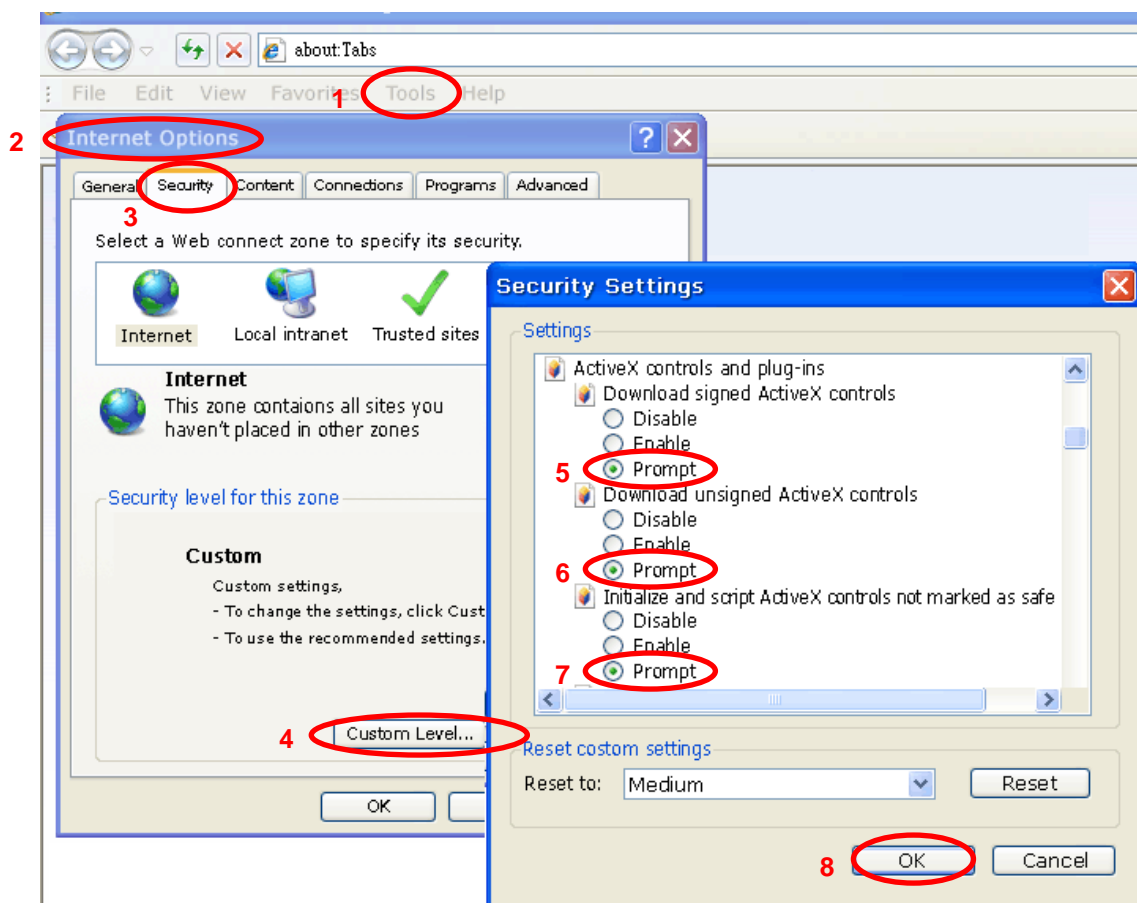 about:Tabs
File Edit View Favorites Tools Help
1
2
Internet Options
General Security Content Connections Programs Advanced
3
Select a Web connect zone to specify its security.
Internet Local intranet Trusted sites
Internet
This zone contaions all sites you
haven't placed in other zones
Security level for this zone
Custom
Custom settings,
- To change the settings, click Cust
- To use the recommended settings.
4
Custom Level...
OK
Security Settings
Settings
ActiveX controls and plug-ins
Download signed ActiveX controls
Disable
Enable
5 Prompt
Download unsigned ActiveX controls
Disable
Enable
6 Prompt
Initialize and script ActiveX controls not marked as safe
Disable
Enable
7 Prompt
Reset costom settings
Reset to: Medium Reset
8 OK Cancel